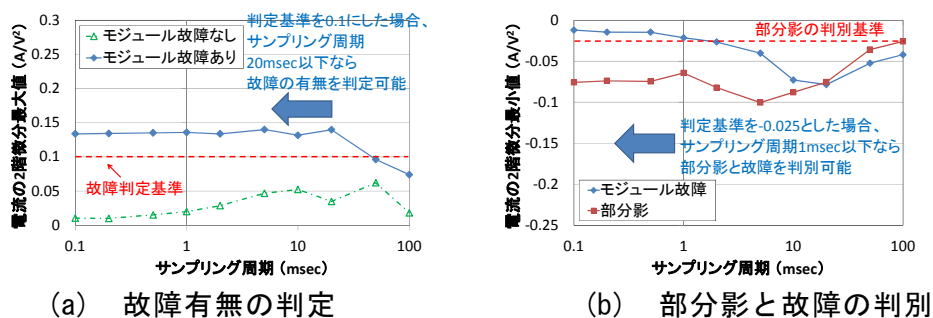 電流の2階微分最大値 (A/V²)
0.3
0.25
0.2
0.15
0.1
0.05
0
モジュール故障なし
モジュール故障あり
判定基準を0.1にした場合、
サンプリング周期
20msec以下なら
故障の有無を判定可能
故障判定基準
0.1
1
10
100
サンプリング周期 (msec)
(a) 故障有無の判定
電流の2階微分最小値 (A/V²)
-0
-0.05
-0.1
-0.15
-0.2
-0.25
部分影の判別基準
判定基準を-0.025とした場合、
サンプリング周期1msec以下なら
部分影と故障を判別可能
モジュール故障
部分影
0.1
1
10
100
サンプリング周期 (msec)
(b) 部分影と故障の判別